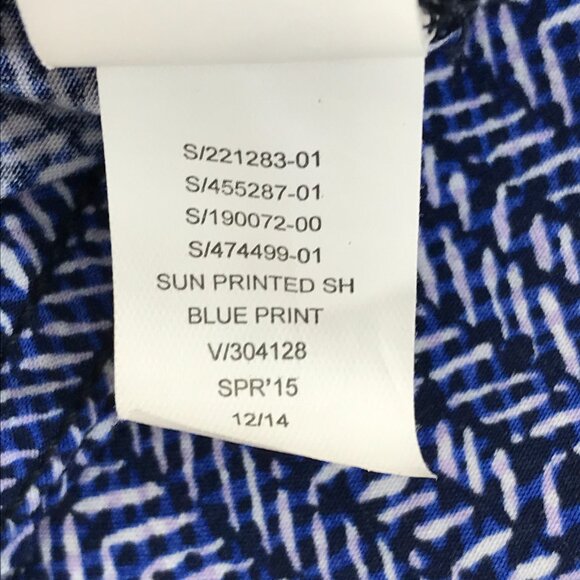 S/221283-01
S/455287-01
S/190072-00
S/474499-01
SUN PRINTED SH
BLUE PRINT
V/304128
SPR'15
12/14